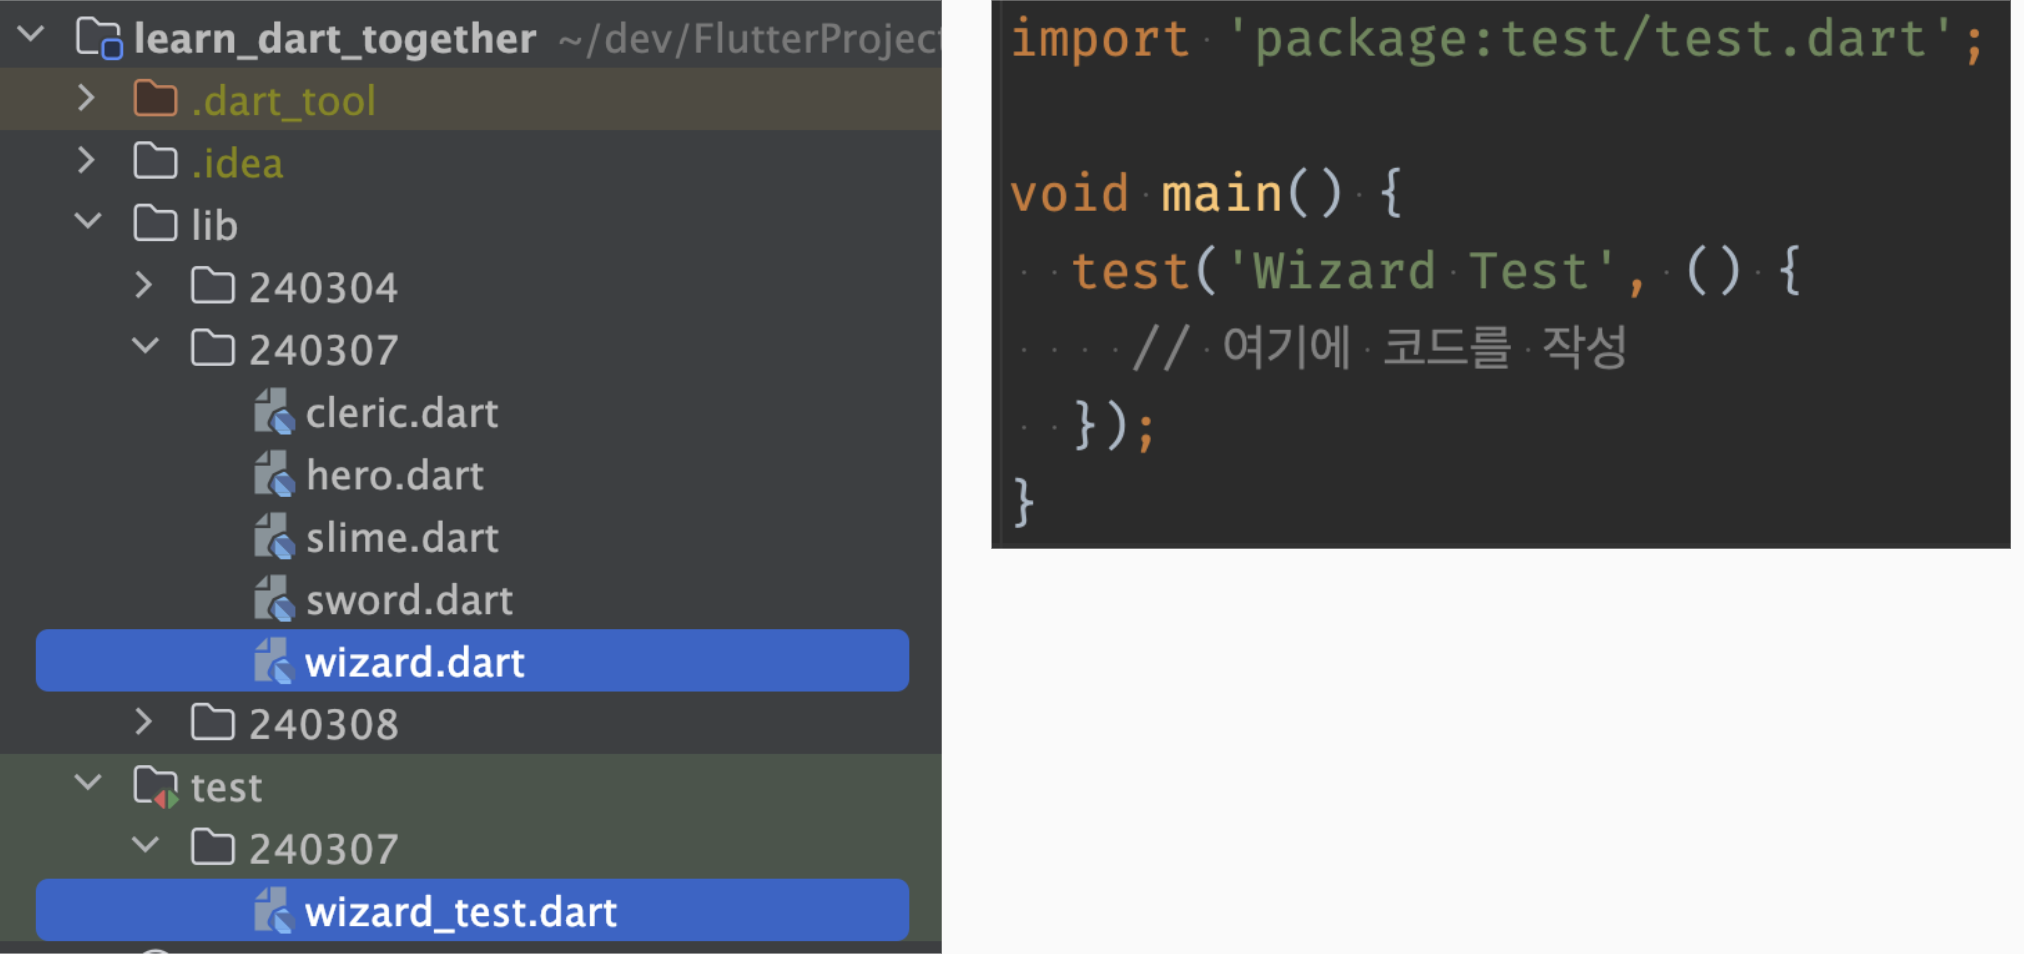 learn_dart_together ~/dev/FlutterProject
.dart_tool
.idea
lib
240304
240307
cleric.dart
hero.dart
slime.dart
sword.dart
wizard.dart
240308
test
240307
wizard_test.dart
import 'package:test/test.dart';
void main() {
test('Wizard Test', () {
// 여기에 코드를 작성
});
}